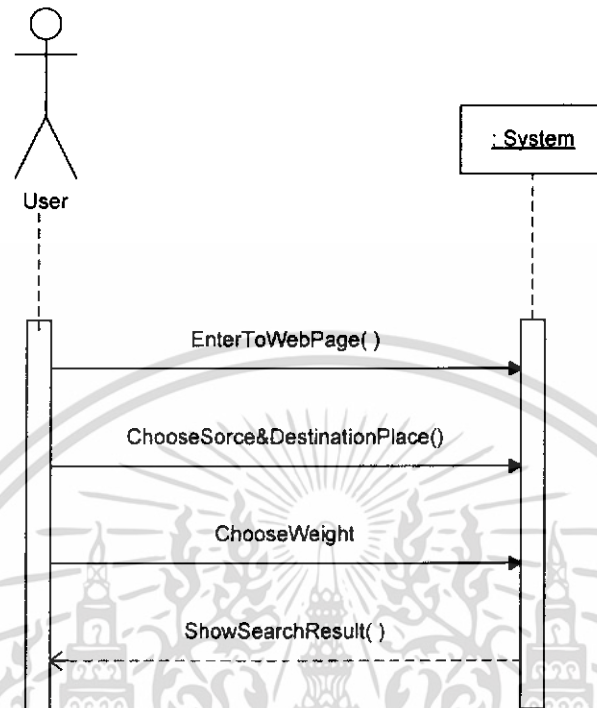 : System
User
EnterToWebPage( )
ChooseSorce&DestinationPlace()
ChooseWeight
ShowSearchResult( )